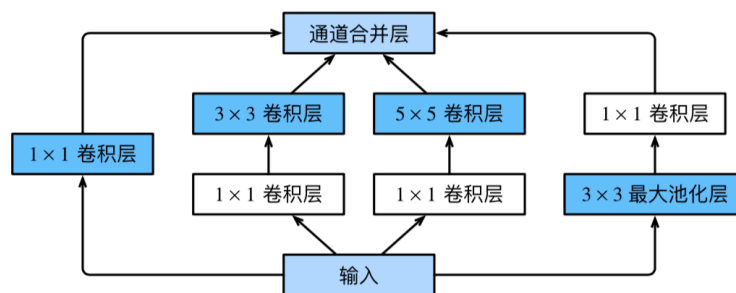 通道合并层
3 × 3 卷积层
5 × 5 卷积层
1 × 1 卷积层
1 × 1 卷积层
1 × 1 卷积层
1 × 1 卷积层
3 × 3 最大池化层
输入